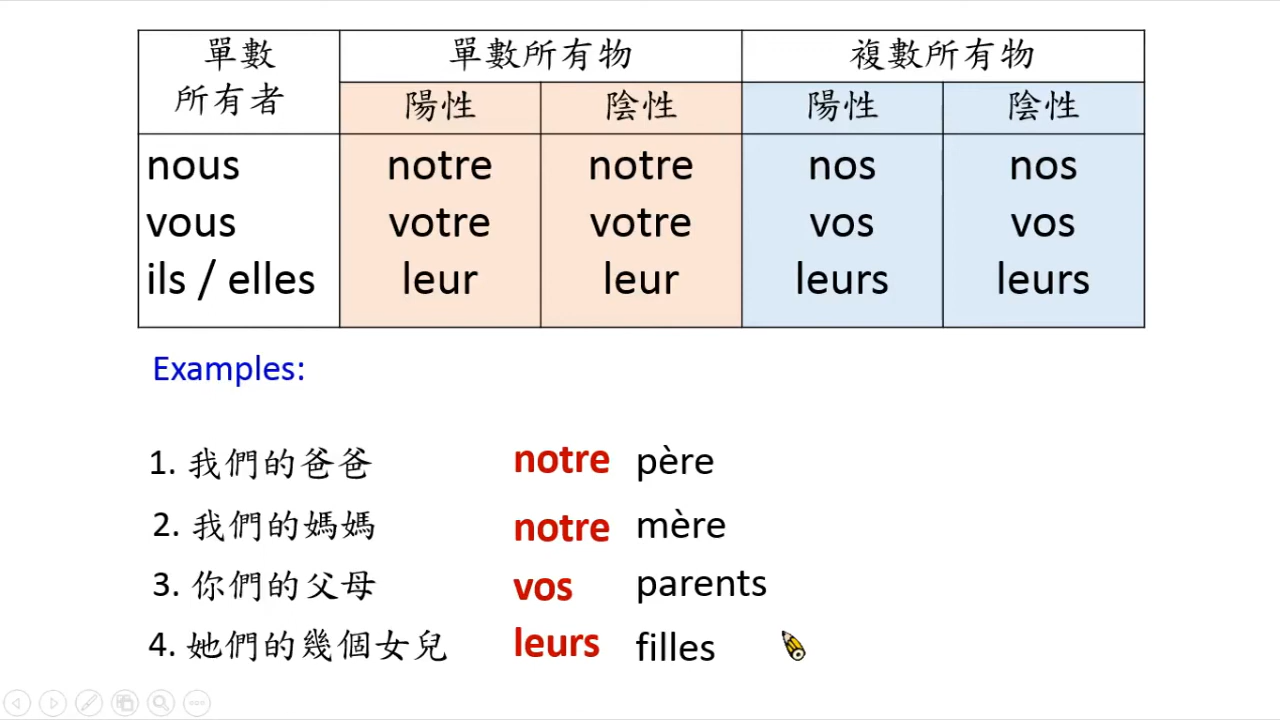 單數 單數所有物 複數所有物
所有者 陽性 陰性 陽性 陰性
nous notre notre nos nos
vous votre votre vos vos
ils / elles leur leur leurs leurs
Examples:
1. 我們的爸爸 notre père
2. 我們的媽媽 notre mère
3. 你們的父母 vos parents
4. 她們的幾個女兒 leurs filles